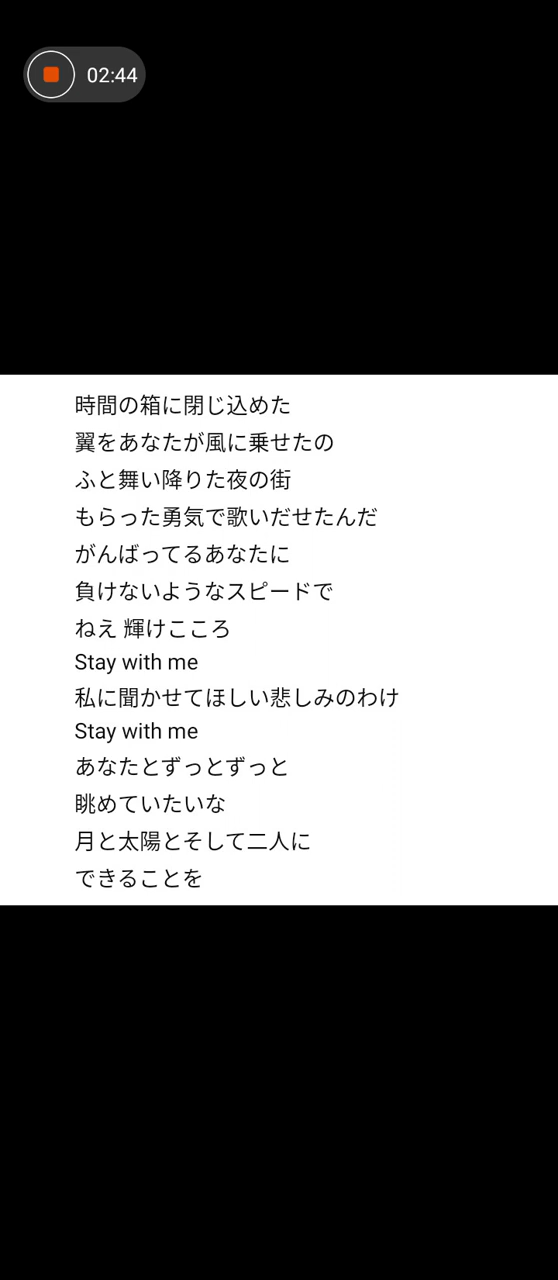 02:44
時間の箱に閉じ込めた
翼をあなたが風に乗せたの
ふと舞い降りた夜の街
もらった勇気で歌いだせたんだ
がんばってるあなたに
負けないようなスピードで
ねえ 輝けこころ
Stay with me
私に聞かせてほしい悲しみのわけ
Stay with me
あなたとずっとずっと
眺めていたいな
月と太陽とそして二人に
できることを